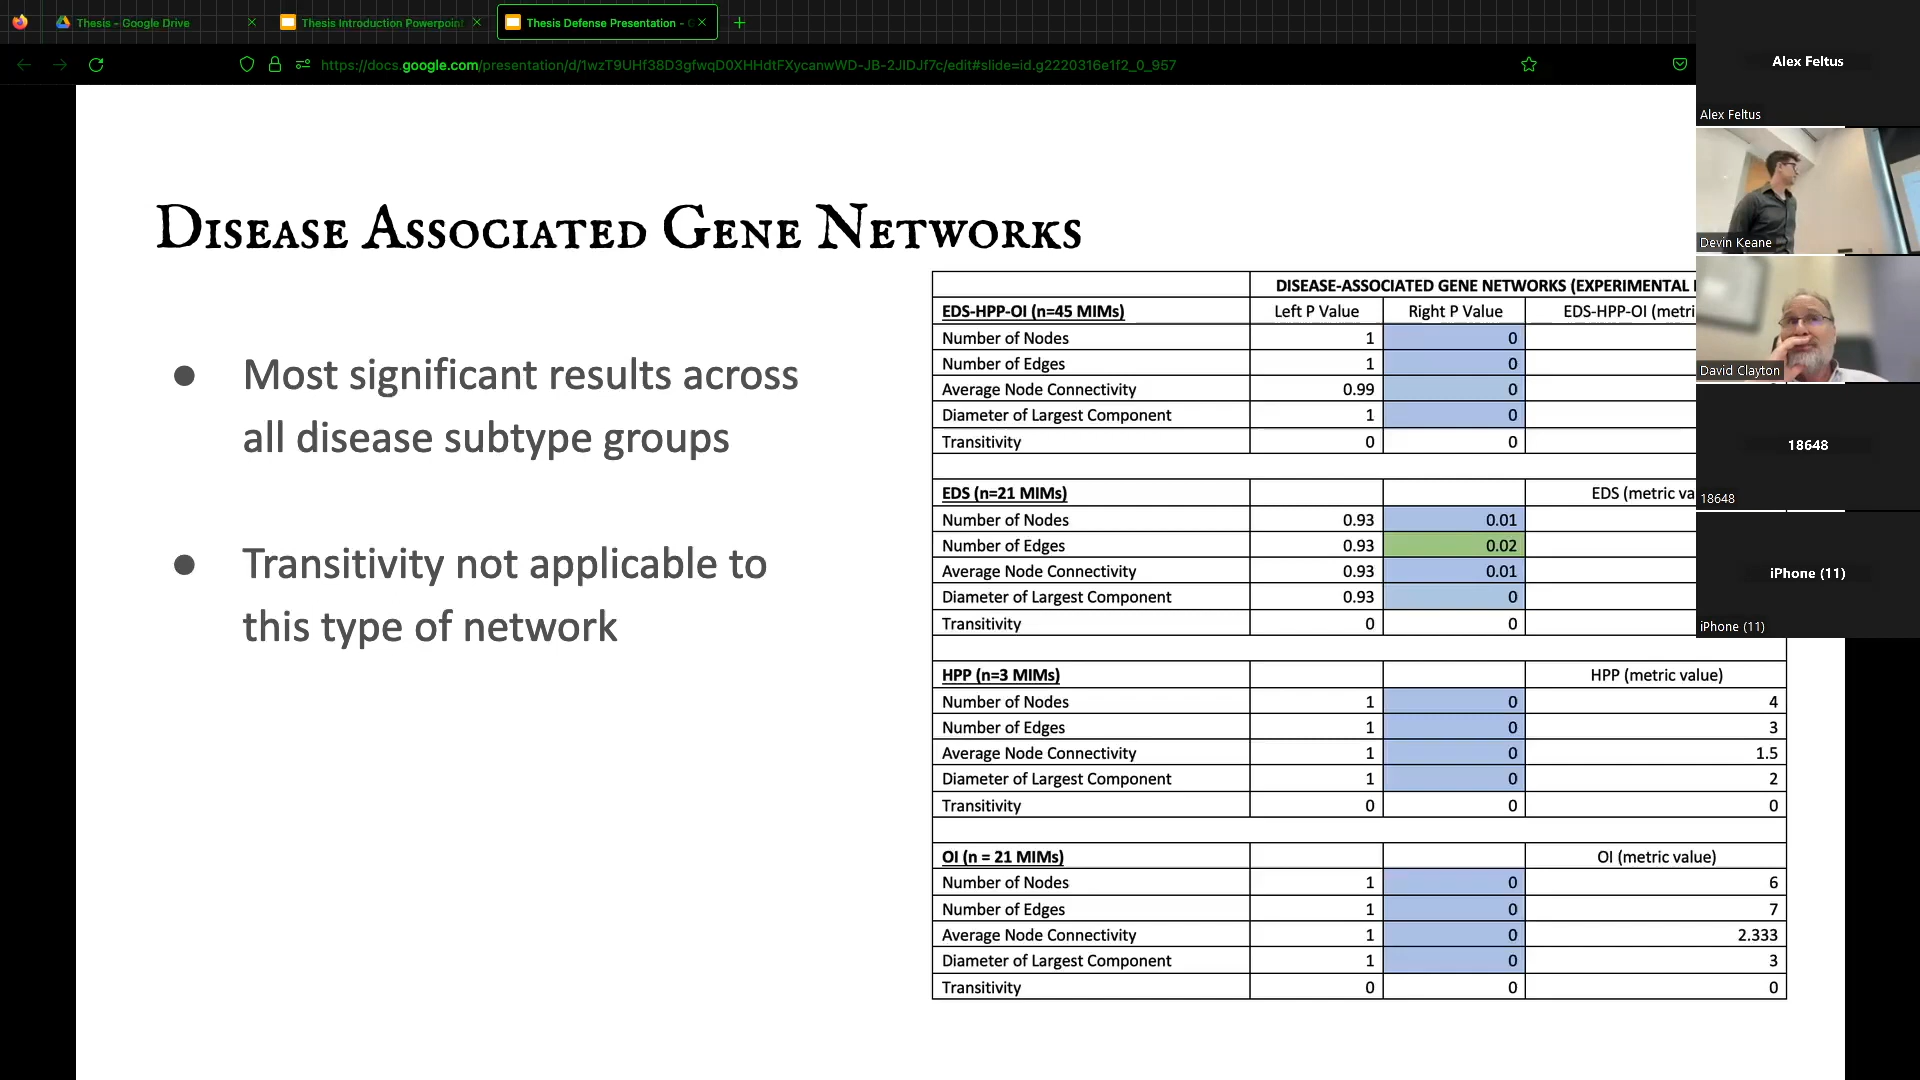 Thesis - Google Drive
Thesis Introduction Powerpoint
Thesis Defense Presentation -
https://docs.google.com/presentation/d/1wzT9UHf38D3gfwqD0XHHdtFXycanwWD-JB-2JIDJf7c/edit#slide=id.g2220316e1f2_0_957
Alex Feltus
Alex Feltus
Devin Keane
David Clayton
18648
18648
iPhone (11)
iPhone (11)
Disease Associated Gene Networks
● Most significant results across
all disease subtype groups
● Transitivity not applicable to
this type of network
DISEASE-ASSOCIATED GENE NETWORKS (EXPERIMENTAL
EDS-HPP-OI (n=45 MIMs) Left P Value Right P Value EDS-HPP-OI (metri
Number of Nodes 1 0
Number of Edges 1 0
Average Node Connectivity 0.99 0
Diameter of Largest Component 1 0
Transitivity 0 0
EDS (n=21 MIMs) EDS (metric va
Number of Nodes 0.93 0.01
Number of Edges 0.93 0.02
Average Node Connectivity 0.93 0.01
Diameter of Largest Component 0.93 0
Transitivity 0 0
HPP (n=3 MIMs) HPP (metric value)
Number of Nodes 1 0 4
Number of Edges 1 0 3
Average Node Connectivity 1 0 1.5
Diameter of Largest Component 1 0 2
Transitivity 0 0 0
OI (n = 21 MIMs) OI (metric value)
Number of Nodes 1 0 6
Number of Edges 1 0 7
Average Node Connectivity 1 0 2.333
Diameter of Largest Component 1 0 3
Transitivity 0 0 0